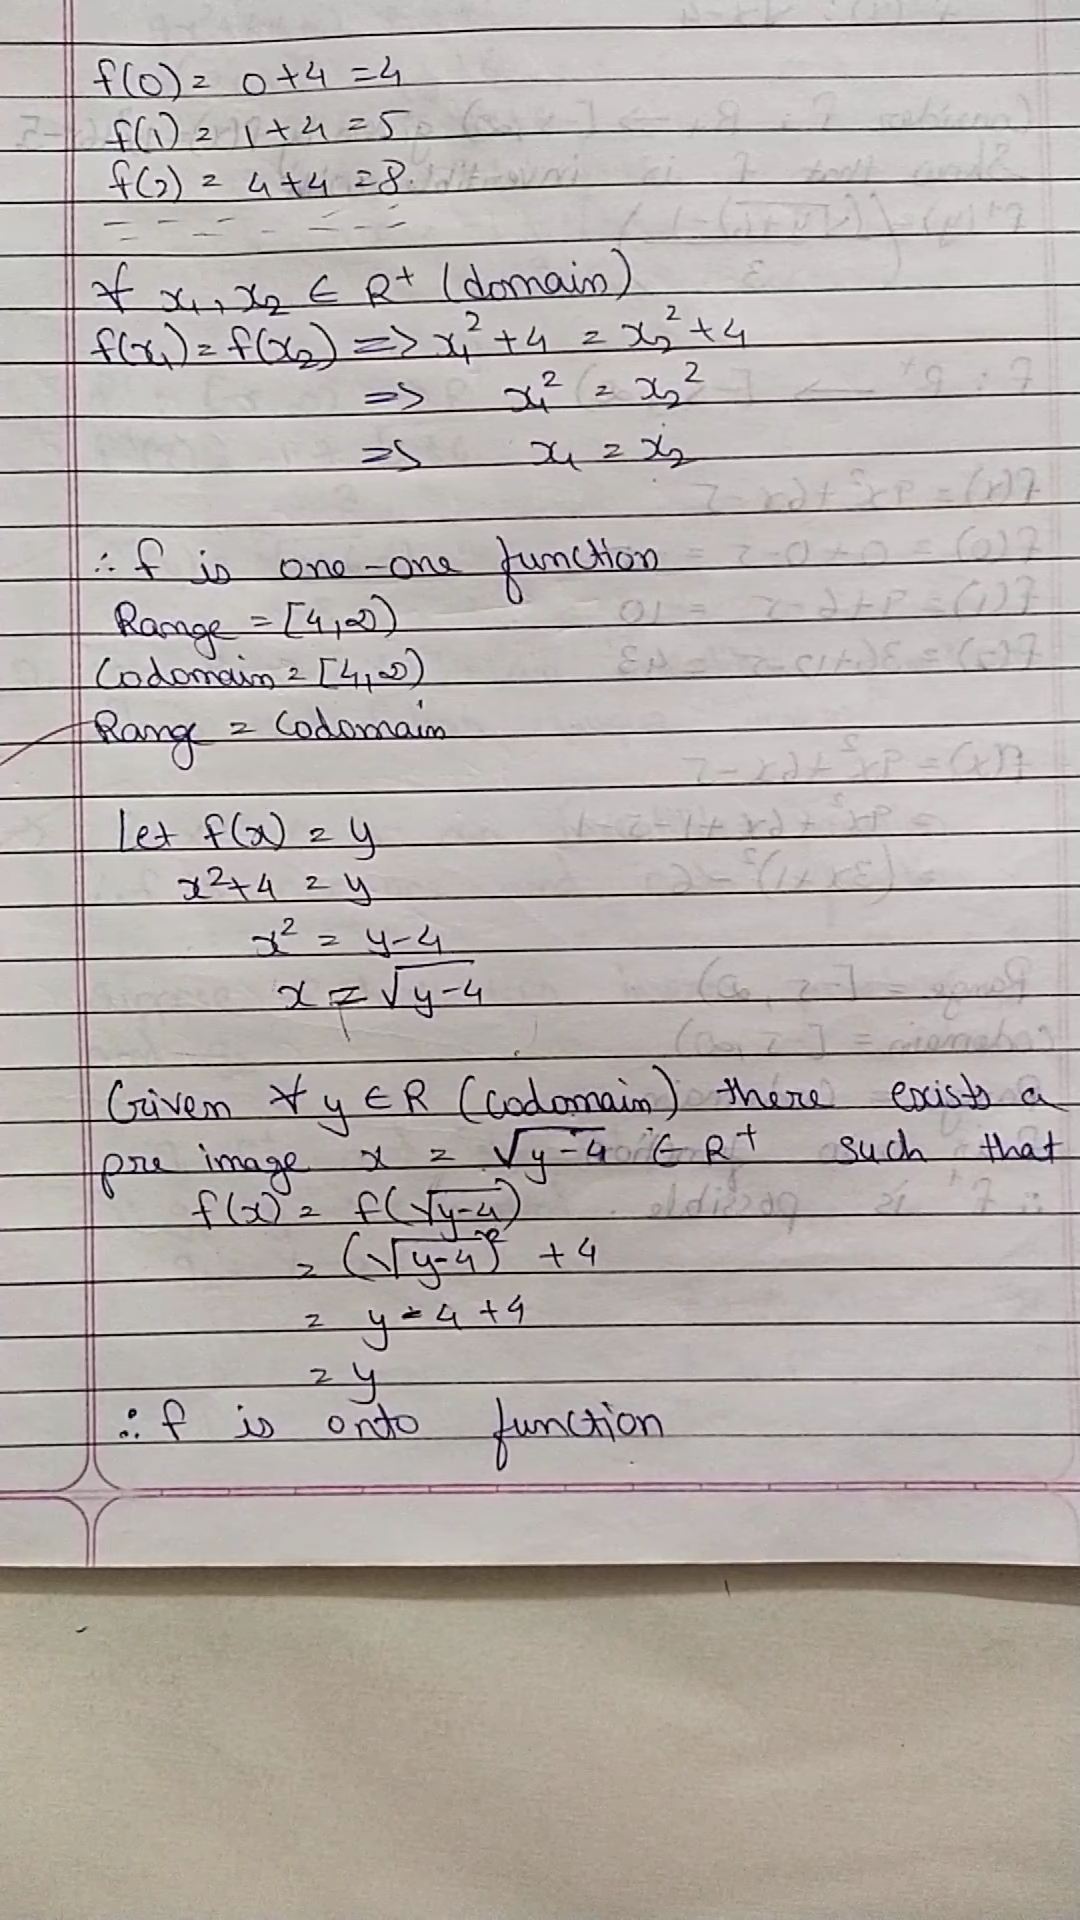 f(0) = 0+4 = 4
f(1) = 1+4 = 5
f(2) = 4+4 = 8.
∀ x₁, x₂ ∈ R⁺ (domain)
f(x₁) = f(x₂) => x₁² + 4 = x₂² + 4
=> x₁² = x₂²
=> x₁ = x₂
∴ f is one-one function
Range = [4,∞)
Codomain = [4,∞)
Range = Codomain
Let f(x) = y
x²+4 = y
x² = y-4
x = √(y-4)
Given ∀ y ∈ R (Codomain) there exists a
pre image x = √(y-4) ∈ R⁺ such that
f(x) = f(√(y-4))
= (√(y-4))² + 4
= y-4+4
= y
∴ f is onto function